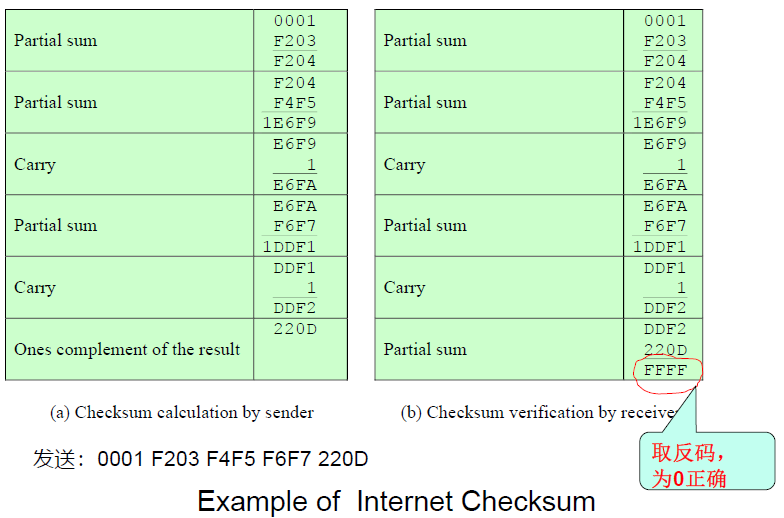 0001
Partial sum F203
F204
F204
Partial sum F4F5
1E6F9
E6F9
Carry 1
E6FA
E6FA
Partial sum F6F7
1DDF1
DDF1
Carry 1
DDF2
220D
Ones complement of the result
(a) Checksum calculation by sender
0001
Partial sum F203
F204
F204
Partial sum F4F5
1E6F9
E6F9
Carry 1
E6FA
E6FA
Partial sum F6F7
1DDF1
DDF1
Carry 1
DDF2
DDF2
Partial sum 220D
FFFF
(b) Checksum verification by receive
取反码，
为0正确
发送：0001 F203 F4F5 F6F7 220D
Example of Internet Checksum